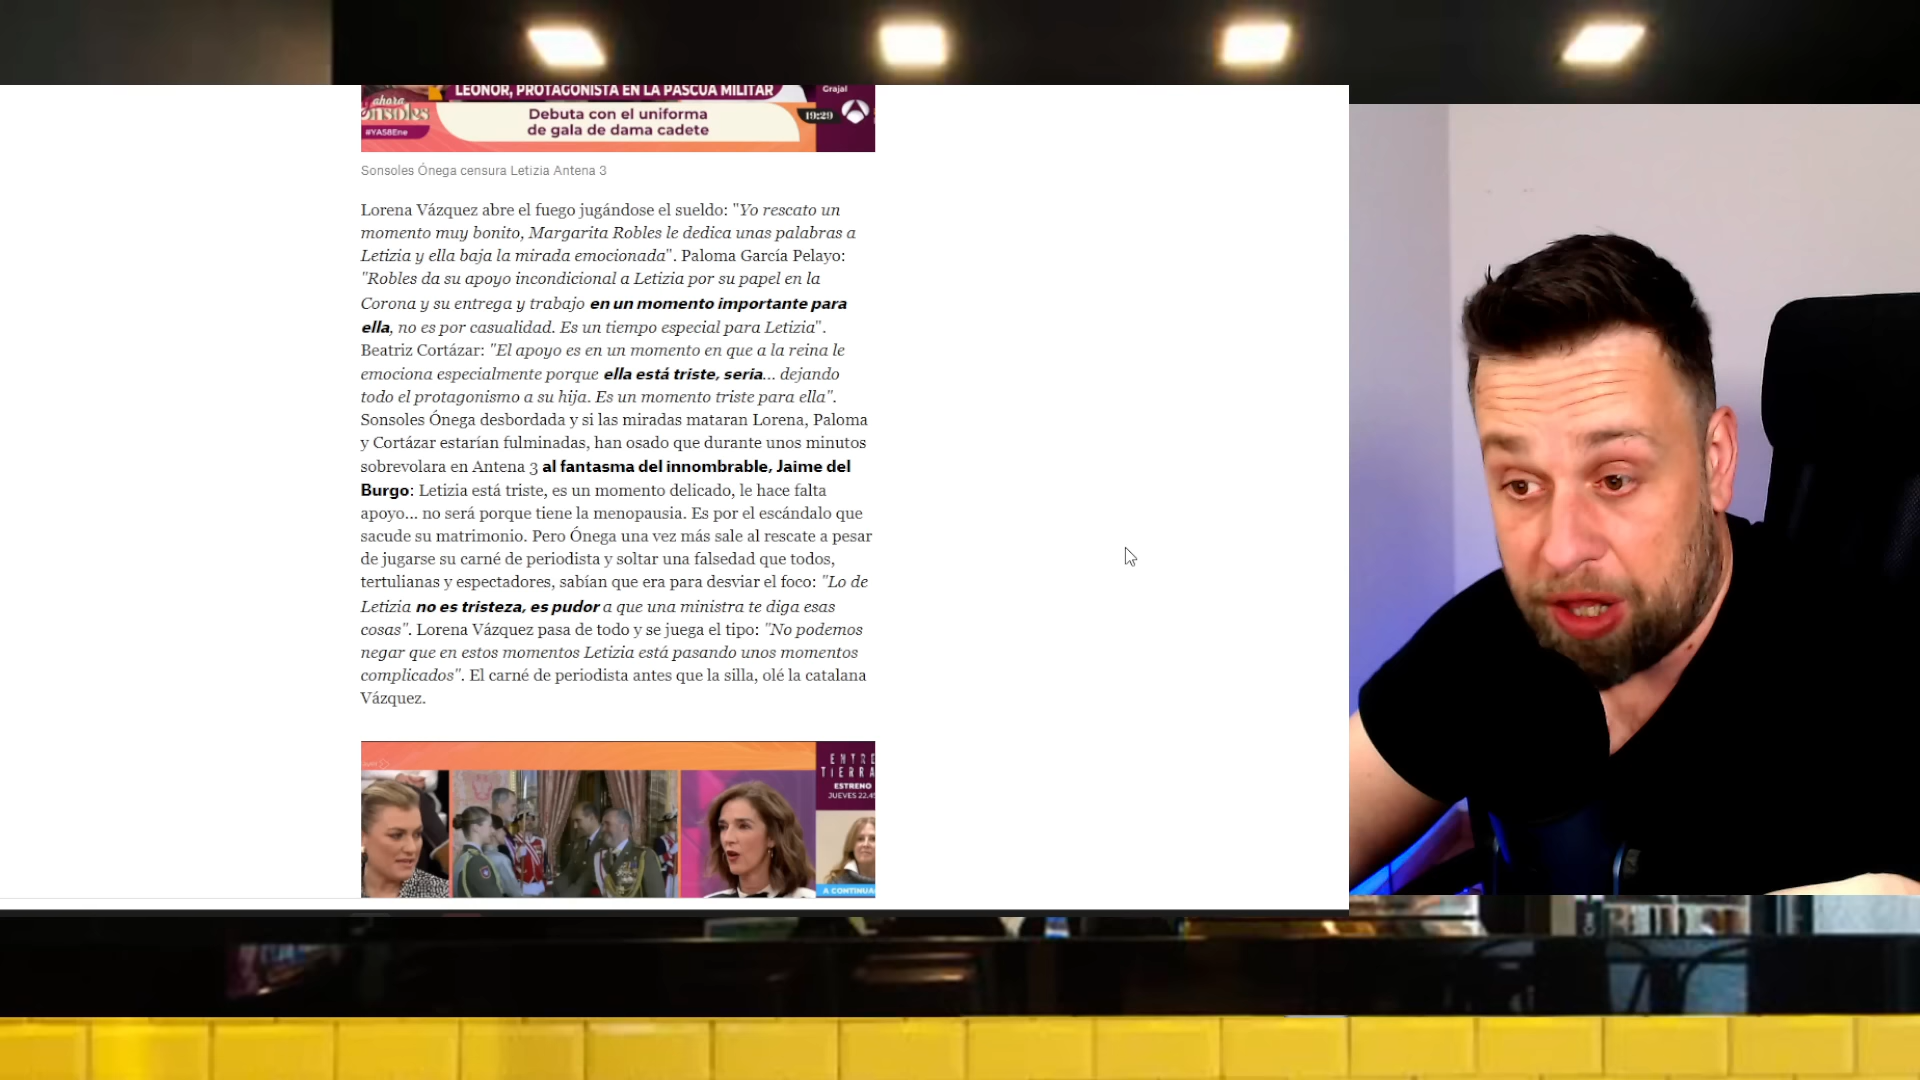 LEONOR, PROTAGONISTA EN LA PASCUA MILITAR
Grajal
ahora
onsoles
Debuta con el uniforme
de gala de dama cadete
19:29
#YAS8Ene
Sonsoles Ónega censura Letizia Antena 3
Lorena Vázquez abre el fuego jugándose el sueldo: "Yo rescato un
momento muy bonito, Margarita Robles le dedica unas palabras a
Letizia y ella baja la mirada emocionada". Paloma García Pelayo:
"Robles da su apoyo incondicional a Letizia por su papel en la
Corona y su entrega y trabajo en un momento importante para
ella, no es por casualidad. Es un tiempo especial para Letizia".
Beatriz Cortázar: "El apoyo es en un momento en que a la reina le
emociona especialmente porque ella está triste, seria... dejando
todo el protagonismo a su hija. Es un momento triste para ella".
Sonsoles Ónega desbordada y si las miradas mataran Lorena, Paloma
y Cortázar estarían fulminadas, han osado que durante unos minutos
sobrevolara en Antena 3 al fantasma del innombrable, Jaime del
Burgo: Letizia está triste, es un momento delicado, le hace falta
apoyo... no será porque tiene la menopausia. Es por el escándalo que
sacude su matrimonio. Pero Ónega una vez más sale al rescate a pesar
de jugarse su carné de periodista y soltar una falsedad que todos,
tertulianas y espectadores, sabían que era para desviar el foco: "Lo de
Letizia no es tristeza, es pudor a que una ministra te diga esas
cosas". Lorena Vázquez pasa de todo y se juega el tipo: "No podemos
negar que en estos momentos Letizia está pasando unos momentos
complicados". El carné de periodista antes que la silla, olé la catalana
Vázquez.
ENTRE
TIERRA
ESTRENO
JUEVES 22.45
A CONTINUA